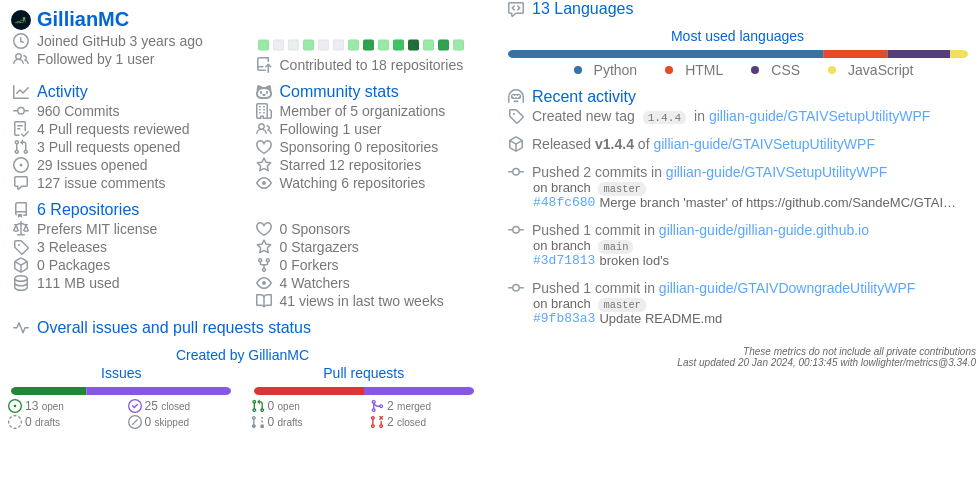 GillianMC
Joined GitHub 3 years ago
Followed by 1 user
Contributed to 18 repositories
Activity
960 Commits
4 Pull requests reviewed
3 Pull requests opened
29 Issues opened
127 issue comments
Community stats
Member of 5 organizations
Following 1 user
Sponsoring 0 repositories
Starred 12 repositories
Watching 6 repositories
6 Repositories
Prefers MIT license
3 Releases
0 Packages
111 MB used
0 Sponsors
0 Stargazers
0 Forkers
4 Watchers
41 views in last two weeks
Overall issues and pull requests status
Created by GillianMC
Issues
13 open
25 closed
0 drafts
0 skipped
Pull requests
0 open
2 merged
0 drafts
2 closed
13 Languages
Most used languages
Python HTML CSS JavaScript
Recent activity
Created new tag 1.4.4 in gillian-guide/GTAIVSetupUtilityWPF
Released v1.4.4 of gillian-guide/GTAIVSetupUtilityWPF
Pushed 2 commits in gillian-guide/GTAIVSetupUtilityWPF
on branch master
#48fc680 Merge branch 'master' of https://github.com/SandeMC/GTAI…
Pushed 1 commit in gillian-guide/gillian-guide.github.io
on branch main
#3d71813 broken lod's
Pushed 1 commit in gillian-guide/GTAIVDowngradeUtilityWPF
on branch master
#9fb83a3 Update README.md
These metrics do not include all private contributions
Last updated 20 Jan 2024, 00:13:45 with lowlighter/metrics@3.34.0